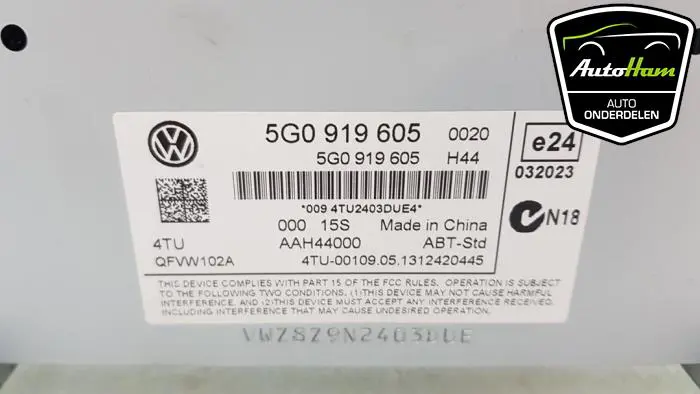 AutoHam
AUTO
ONDERDELEN
5G0 919 605 0020
5G0 919 605 H44
*009 4TU2403DUE4*
000 15S Made in China
4TU AAH44000 ABT-Std
QFVW102A 4TU-00109.05.1312420445
e24
032023
N18
THIS DEVICE COMPLIES WITH PART 15 OF THE FCC RULES. OPERATION IS SUBJECT
TO THE FOLLOWING TWO CONDITIONS, (1)THIS DEVICE MAY NOT CAUSE HARMFUL
INTERFERENCE. AND -(2)THIS DEVICE MUST ACCEPT ANY INTERFERENCE INCLUDING
INTERFERENCE THAT MAY CAUSE UNDESIRED OPERATION.
VWZ8Z9N2403DUE